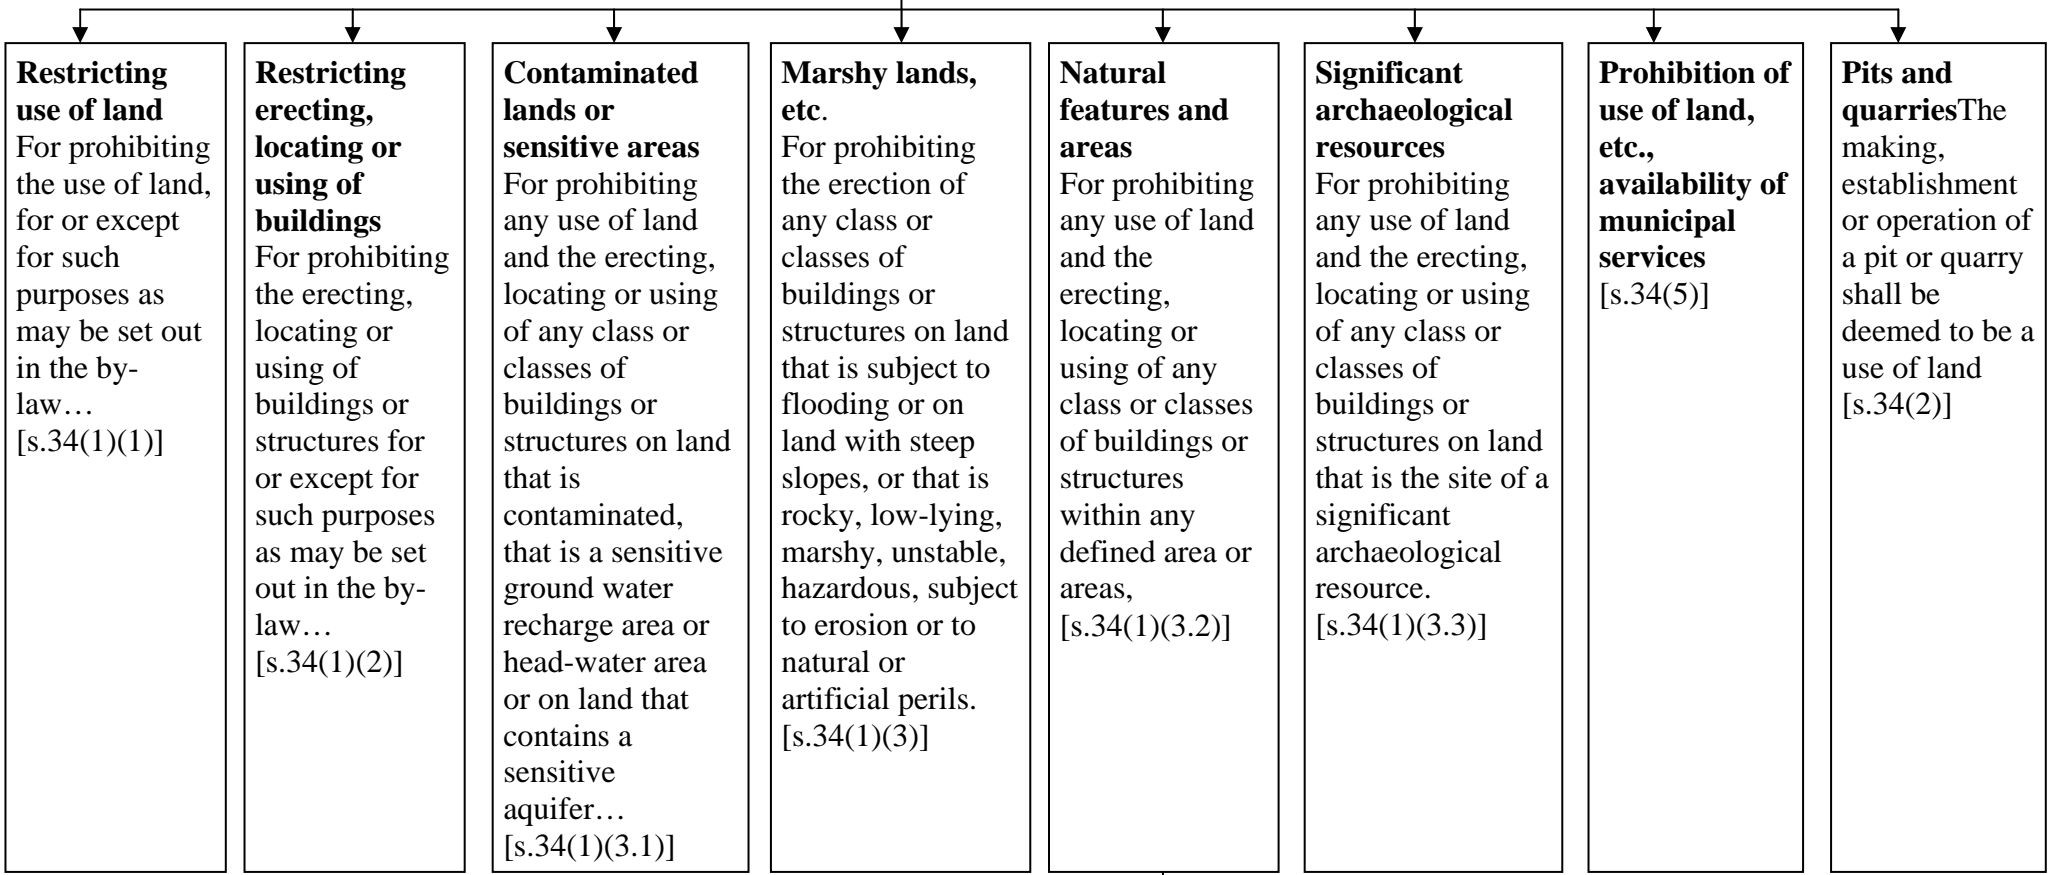 Restricting
use of land
For prohibiting
the use of land,
for or except
for such
purposes as
may be set out
in the by-
law…
[s.34(1)(1)]
Restricting
erecting,
locating or
using of
buildings
For prohibiting
the erecting,
locating or
using of
buildings or
structures for
or except for
such purposes
as may be set
out in the by-
law…
[s.34(1)(2)]
Contaminated
lands or
sensitive areas
For prohibiting
any use of land
and the erecting,
locating or using
of any class or
classes of
buildings or
structures on land
that is
contaminated,
that is a sensitive
ground water
recharge area or
head-water area
or on land that
contains a
sensitive
aquifer…
[s.34(1)(3.1)]
Marshy lands,
etc.
For prohibiting
the erection of
any class or
classes of
buildings or
structures on land
that is subject to
flooding or on
land with steep
slopes, or that is
rocky, low-lying,
marshy, unstable,
hazardous, subject
to erosion or to
natural or
artificial perils.
[s.34(1)(3)]
Natural
features and
areas
For prohibiting
any use of land
and the
erecting,
locating or
using of any
class or classes
of buildings or
structures
within any
defined area or
areas,
[s.34(1)(3.2)]
Significant
archaeological
resources
For prohibiting
any use of land
and the erecting,
locating or using
of any class or
classes of
buildings or
structures on land
that is the site of a
significant
archaeological
resource.
[s.34(1)(3.3)]
Prohibition of
use of land,
etc.,
availability of
municipal
services
[s.34(5)]
Pits and
quarriesThe
making,
establishment
or operation of
a pit or quarry
shall be
deemed to be a
use of land
[s.34(2)]